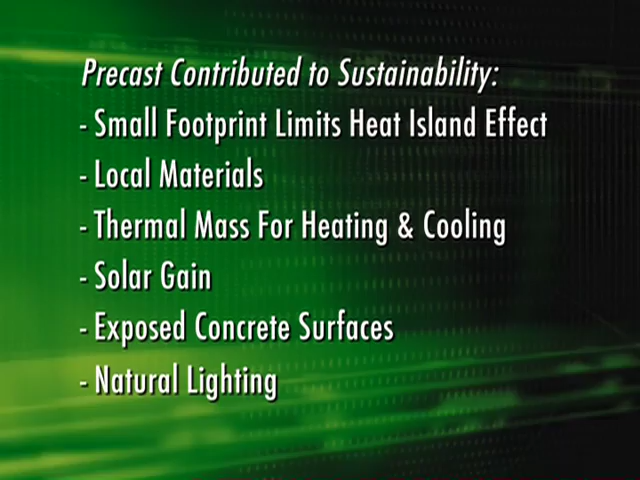 Precast Contributed to Sustainability:
- Small Footprint Limits Heat Island Effect
- Local Materials
- Thermal Mass For Heating & Cooling
- Solar Gain
- Exposed Concrete Surfaces
- Natural Lighting